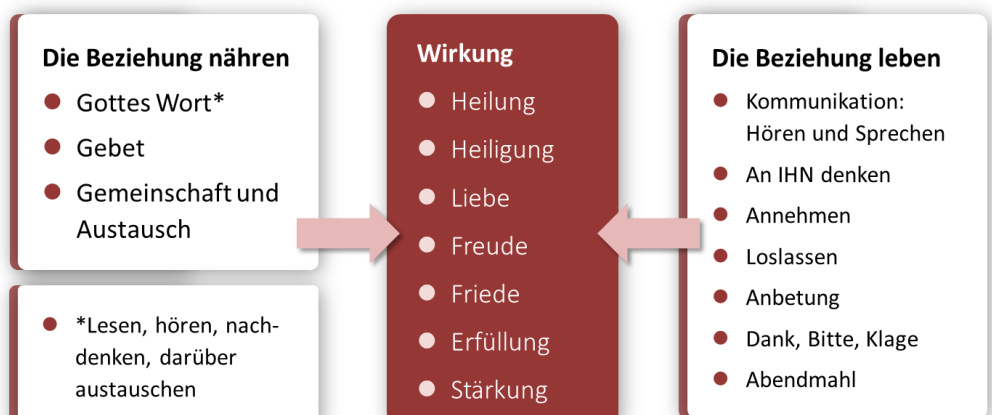 Die Beziehung nähren
Gottes Wort*
Gebet
Gemeinschaft und
Austausch
*Lesen, hören, nach-
denken, darüber
austauschen
Wirkung
Heilung
Heiligung
Liebe
Freude
Friede
Erfüllung
Stärkung
Die Beziehung leben
Kommunikation:
Hören und Sprechen
An IHN denken
Annehmen
Loslassen
Anbetung
Dank, Bitte, Klage
Abendmahl